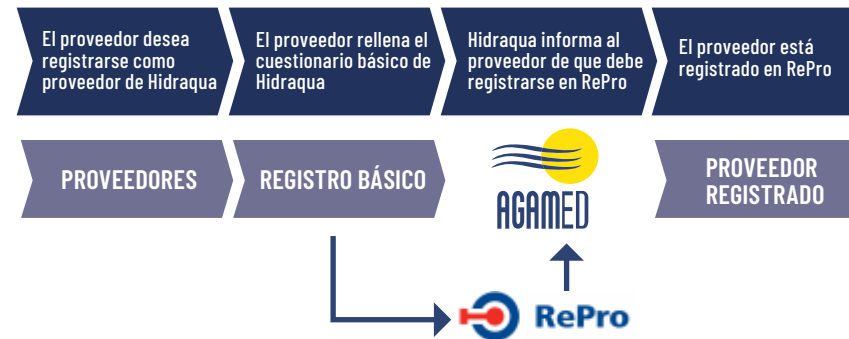 El proveedor desea
registrarse como
proveedor de Hidraqua
El proveedor rellena el
cuestionario básico de
Hidraqua
Hidraqua informa al
proveedor de que debe
registrarse en RePro
El proveedor está
registrado en RePro
PROVEEDORES
REGISTRO BÁSICO
AGAMED
PROVEEDOR
REGISTRADO
RePro